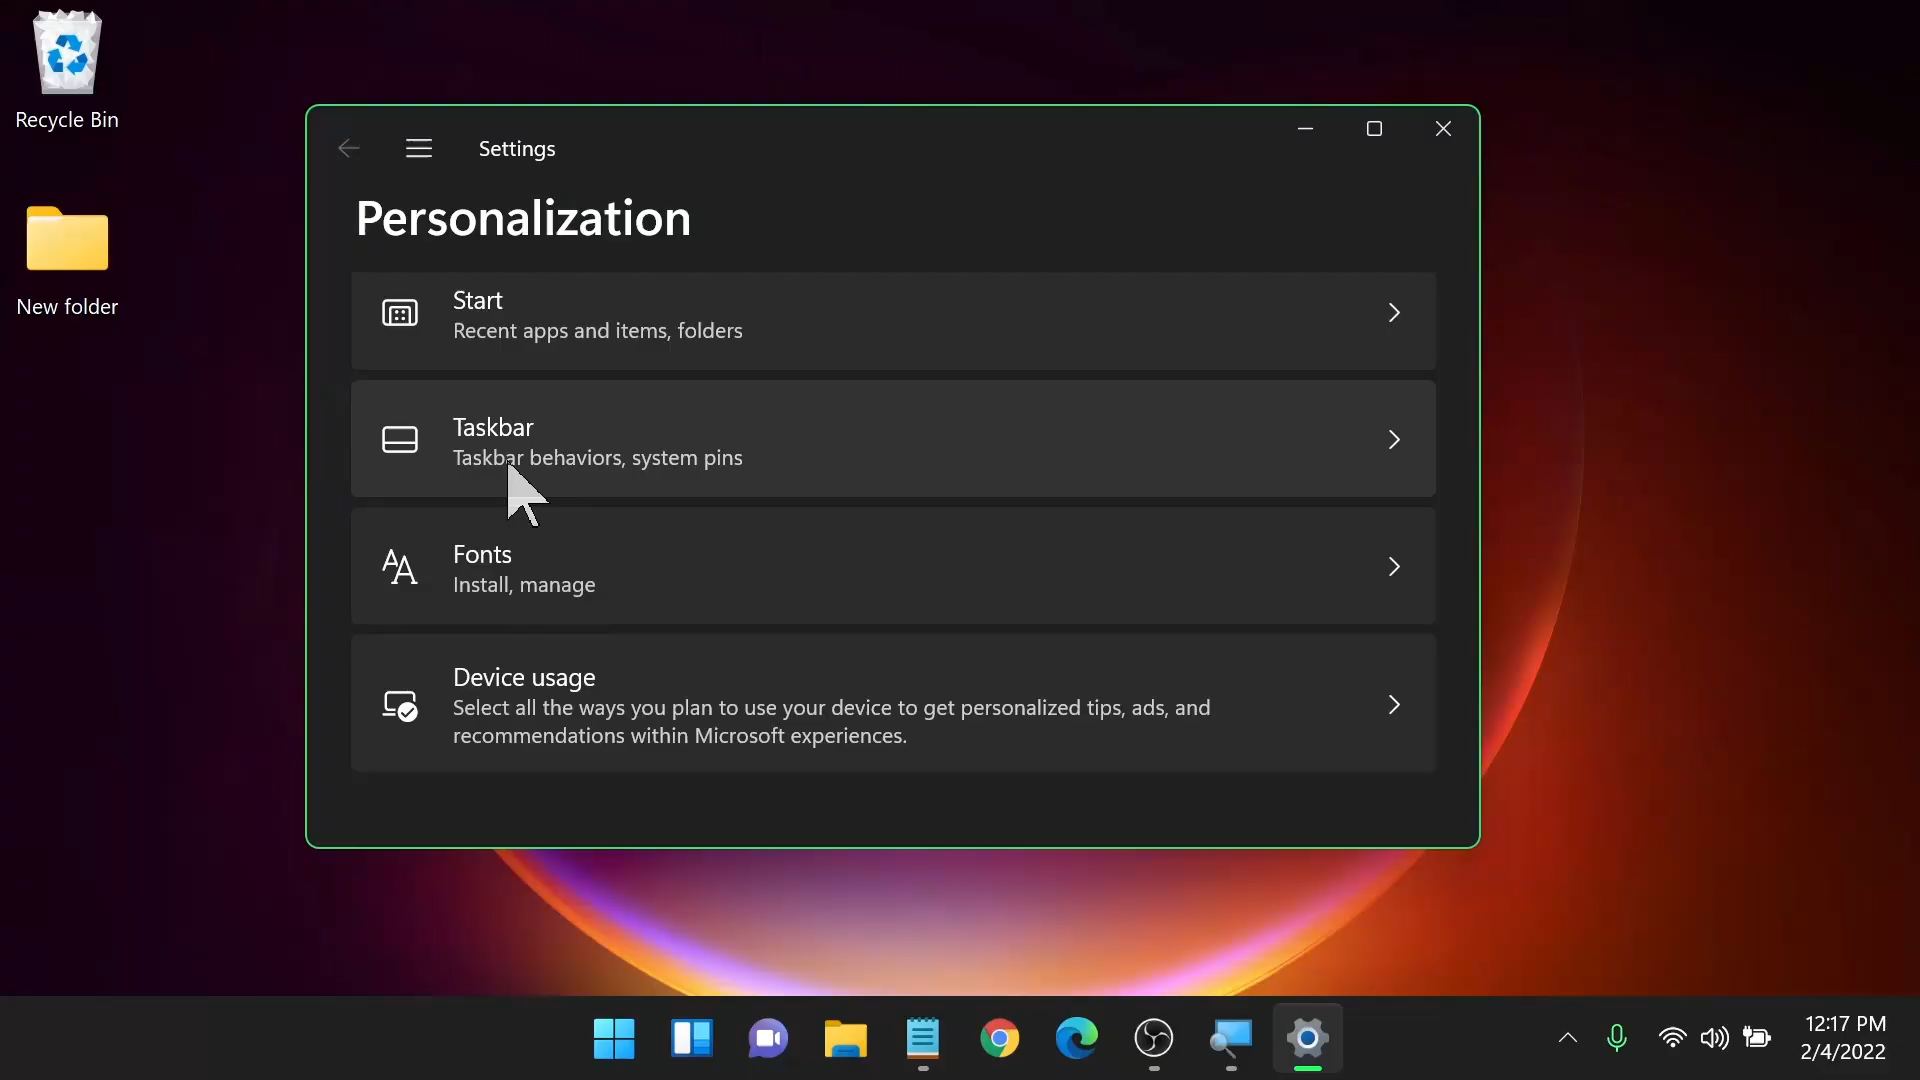 Recycle Bin
New folder
Settings
Personalization
Start
Recent apps and items, folders
Taskbar
Taskbar behaviors, system pins
Fonts
Install, manage
Device usage
Select all the ways you plan to use your device to get personalized tips, ads, and
recommendations within Microsoft experiences.
12:17 PM
2/4/2022